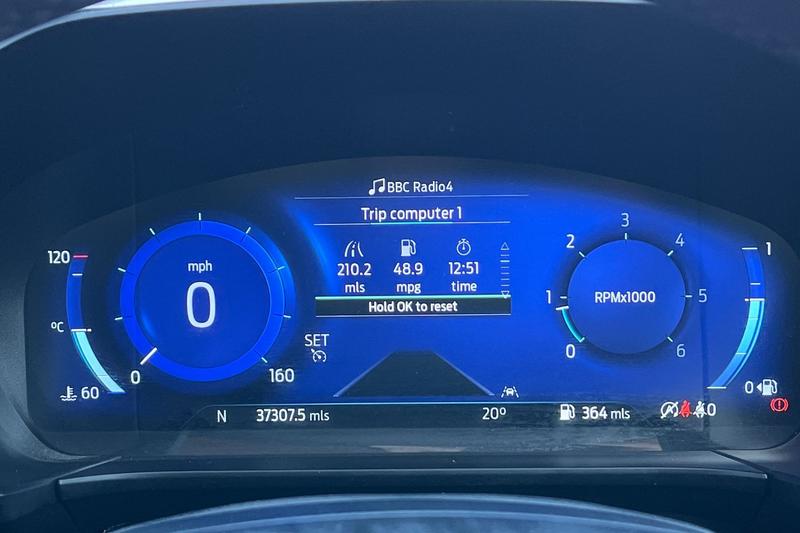 BBC Radio4
Trip computer 1
210.2 48.9 12:51
mls mpg time
Hold OK to reset
120
°C
60
mph
0
0 160
SET
0 1 2 3 4 5 6
RPMx1000
1
0
N 37307.5 mls 20° 364 mls 0